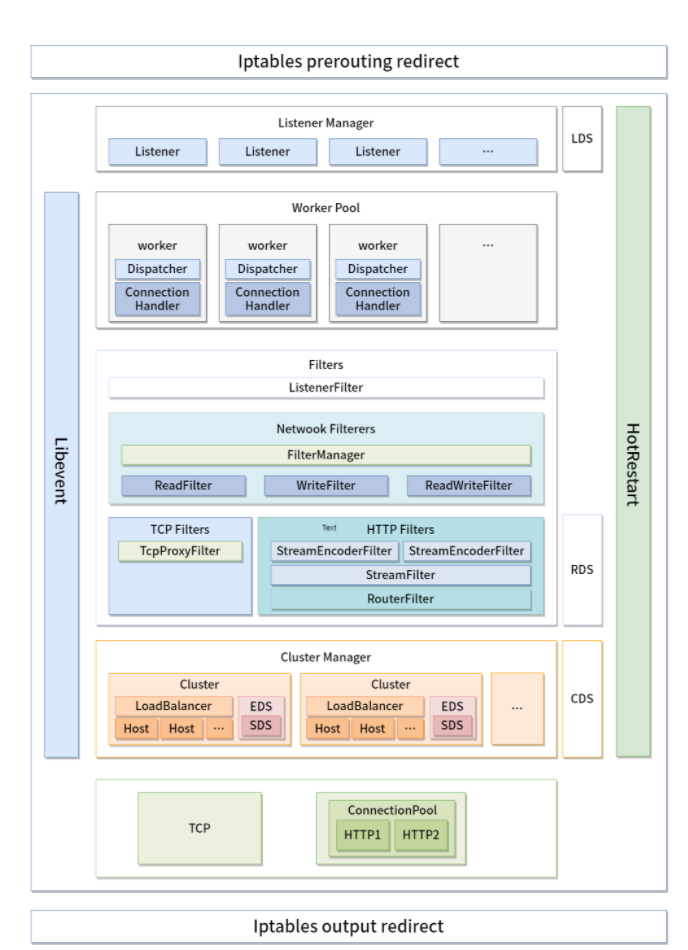 Iptables prerouting redirect
Listener Manager
Listener
Listener
Listener
...
LDS
Worker Pool
worker
Dispatcher
Connection
Handler
worker
Dispatcher
Connection
Handler
worker
Dispatcher
Connection
Handler
...
Libevent
HotRestart
Filters
ListenerFilter
Netwook Filterers
FilterManager
ReadFilter
WriteFilter
ReadWriteFilter
TCP Filters
TcpProxyFilter
Text
HTTP Filters
StreamEncoderFilter
StreamEncoderFilter
StreamFilter
RouterFilter
RDS
Cluster Manager
Cluster
LoadBalancer
Host
Host
...
EDS
SDS
Cluster
LoadBalancer
Host
Host
...
EDS
SDS
...
CDS
TCP
ConnectionPool
HTTP1
HTTP2
Iptables output redirect